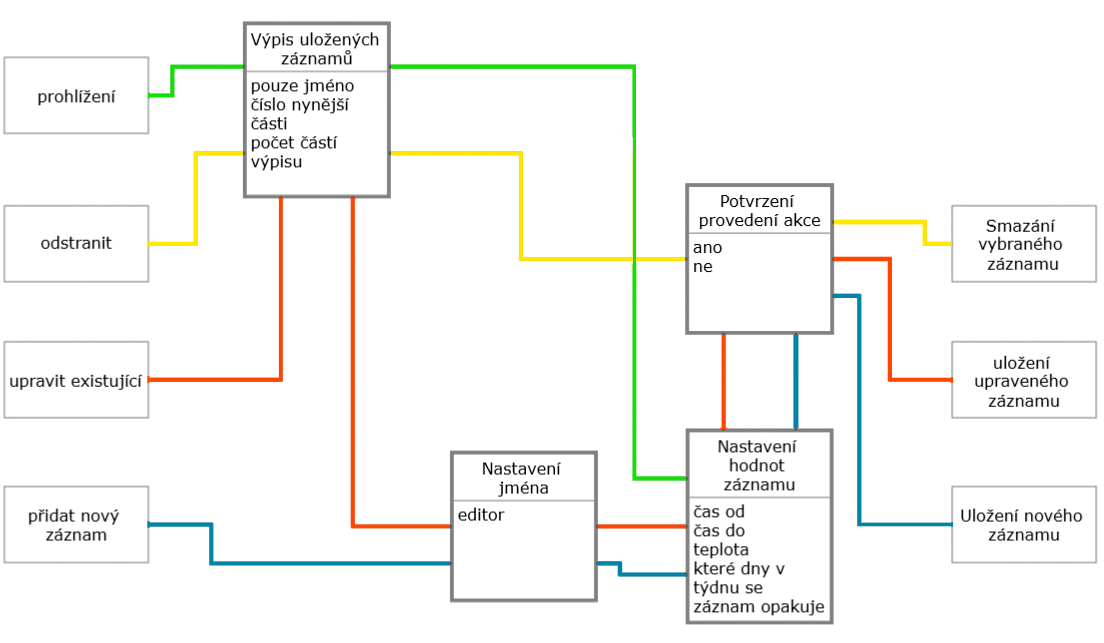 prohlížení
odstranit
upravit existující
přidat nový
záznam
Výpis uložených
záznamů
pouze jméno
číslo nynější
části
počet částí
výpisu
Nastavení
jména
editor
Potvrzení
provedení akce
ano
ne
Nastavení
hodnot
záznamu
čas od
čas do
teplota
které dny v
týdnu se
záznam opakuje
Smazání
vybraného
záznamu
uložení
upraveného
záznamu
Uložení nového
záznamu